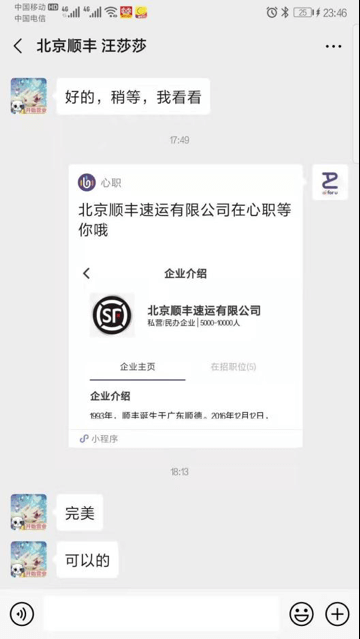 中国移动 HD 4G 4G 25 23:46
中国电信
北京顺丰 汪莎莎
好的，稍等，我看看
17:49
心职
北京顺丰速运有限公司在心职等
你哦
企业介绍
SF
北京顺丰速运有限公司
私营/民办企业 | 5000-10000人
企业主页 在招职位(5)
企业介绍
1993年，顺丰诞生于广东顺德。2016年12月12日，
小程序
18:13
完美
可以的